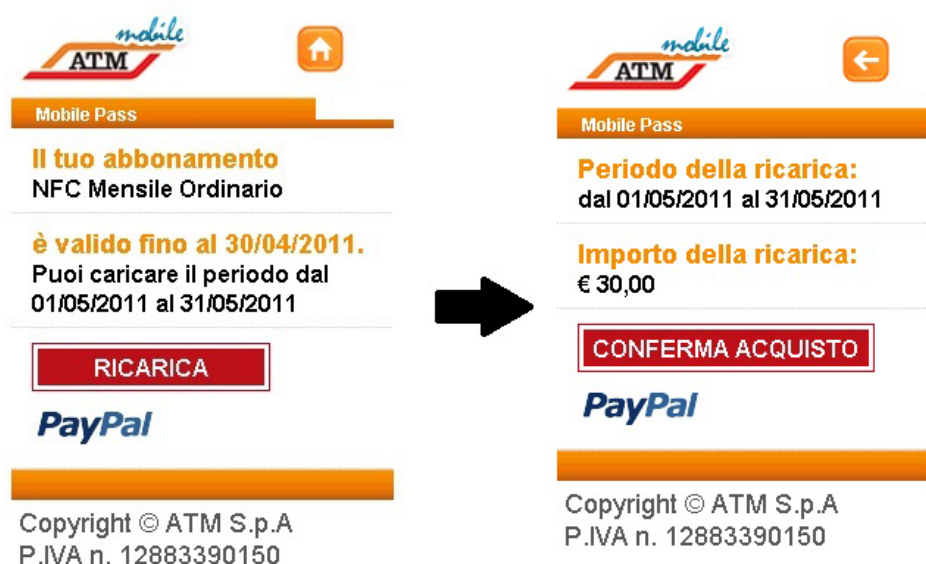 mobile
ATM
Mobile Pass
Il tuo abbonamento
NFC Mensile Ordinario
è valido fino al 30/04/2011.
Puoi caricare il periodo dal
01/05/2011 al 31/05/2011
RICARICA
PayPal
Copyright © ATM S.p.A
P.IVA n. 12883390150
mobile
ATM
Mobile Pass
Periodo della ricarica:
dal 01/05/2011 al 31/05/2011
Importo della ricarica:
€ 30,00
CONFERMA ACQUISTO
PayPal
Copyright © ATM S.p.A
P.IVA n. 12883390150